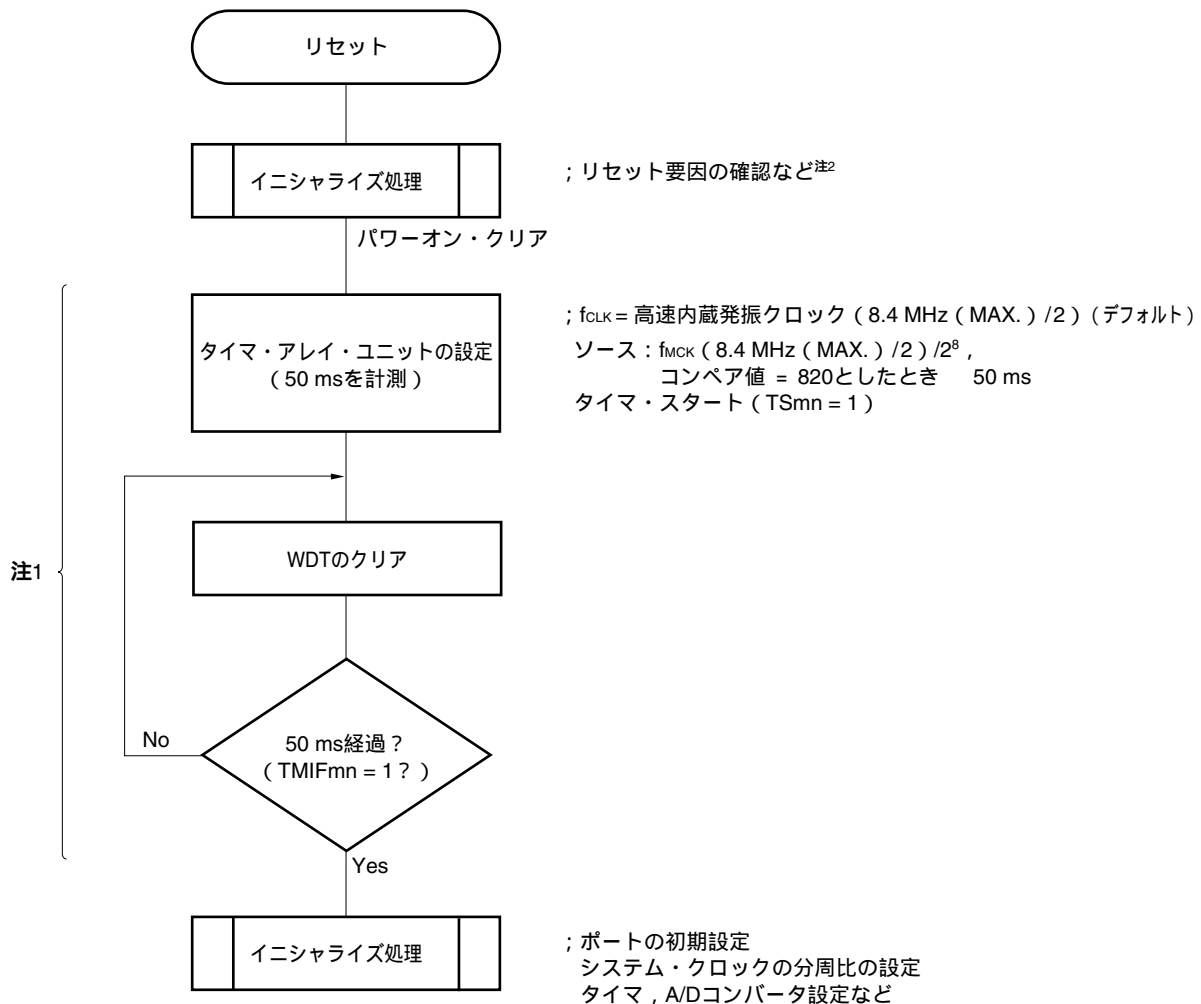 リセット
イニシャライズ処理
；リセット要因の確認など注2
パワーオン・クリア
タイマ・アレイ・ユニットの設定
（50 msを計測）
；fCLK = 高速内蔵発振クロック（8.4 MHz（MAX.）/2）（デフォルト）
ソース：fMCK（8.4 MHz（MAX.）/2）/2⁸，
コンペア値 = 820としたとき　50 ms
タイマ・スタート（TSmn = 1）
注1
WDTのクリア
No
50 ms経過？
（TMIFmn = 1？）
Yes
イニシャライズ処理
；ポートの初期設定
システム・クロックの分周比の設定
タイマ，A/Dコンバータ設定など